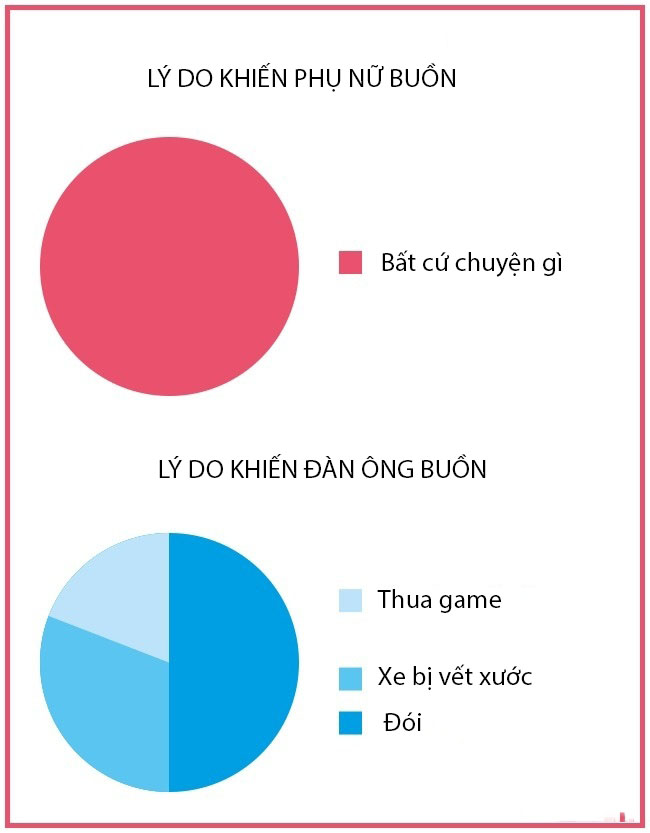 LÝ DO KHIẾN PHỤ NỮ BUỒN
Bất cứ chuyện gì
LÝ DO KHIẾN ĐÀN ÔNG BUỒN
Thua game
Xe bị vết xước
Đói